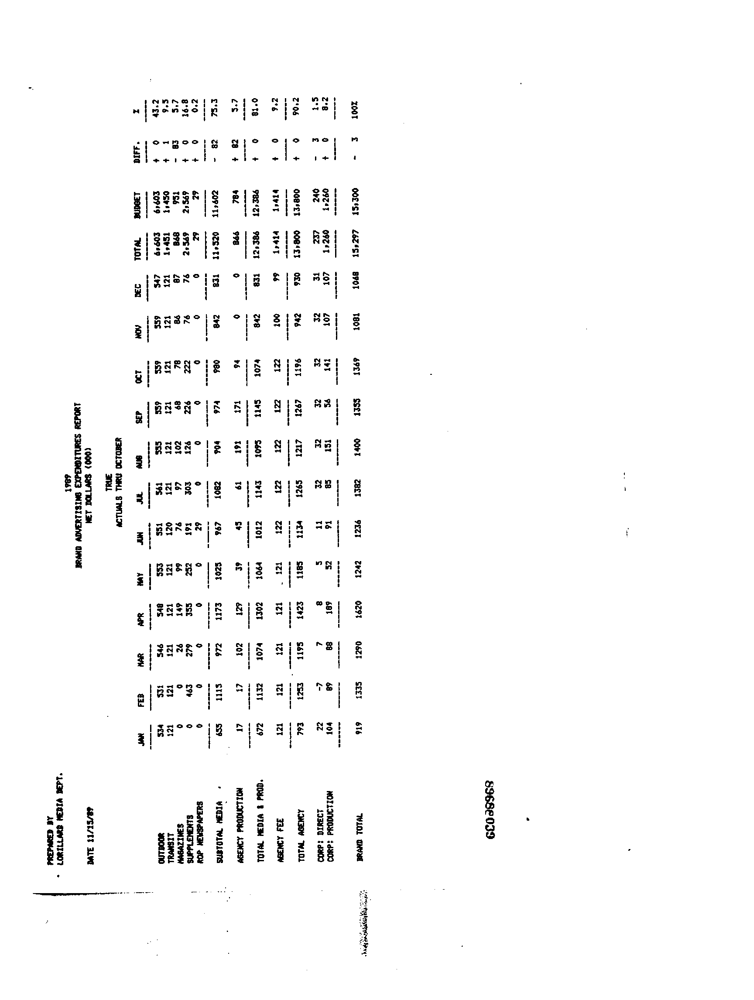 PREPARED BY
LORILLARD MEDIA DEPT.
DATE 11/15/89
1989
BRAND ADVERTISING EXPENDITURES REPORT
NET DOLLARS (000)
TRUE
ACTUALS THRU OCTOBER
JAN FEB MAR APR MAY JUN JUL AUG SEP OCT NOV DEC TOTAL BUDGET DIFF. %
OUTDOOR 534 531 546 548 553 551 561 535 559 559 559 547 6,603 6,603 + 0 43.2
TRANSIT 121 121 121 121 121 120 121 121 121 121 121 121 1,451 1,450 + 1 9.5
MAGAZINES 0 0 26 149 99 76 97 102 68 78 86 87 868 951 - 83 5.7
SUPPLEMENTS 0 463 279 355 252 191 303 126 226 222 76 76 2,569 2,569 + 0 16.8
ROP NEWSPAPERS 0 0 0 0 0 29 0 0 0 0 0 0 29 29 + 0 0.2
SUBTOTAL MEDIA 655 1115 972 1173 1025 967 1082 904 974 980 842 831 11,520 11,602 - 82 75.3
AGENCY PRODUCTION 17 17 102 129 39 45 61 191 171 94 0 0 866 784 + 82 5.7
TOTAL MEDIA & PROD. 672 1132 1074 1302 1064 1012 1143 1095 1145 1074 842 831 12,386 12,386 + 0 81.0
AGENCY FEE 121 121 121 121 121 122 122 122 122 122 100 99 1,414 1,414 + 0 9.2
TOTAL AGENCY 793 1253 1195 1423 1185 1134 1265 1217 1267 1196 942 930 13,800 13,800 + 0 90.2
CORP: DIRECT 22 -7 7 8 5 11 32 32 32 32 32 31 237 240 - 3 1.5
CORP: PRODUCTION 104 89 88 189 52 91 85 151 56 141 107 107 1,260 1,260 + 0 8.2
BRAND TOTAL 919 1335 1290 1620 1242 1236 1382 1400 1355 1369 1081 1068 15,297 15,300 - 3 100%